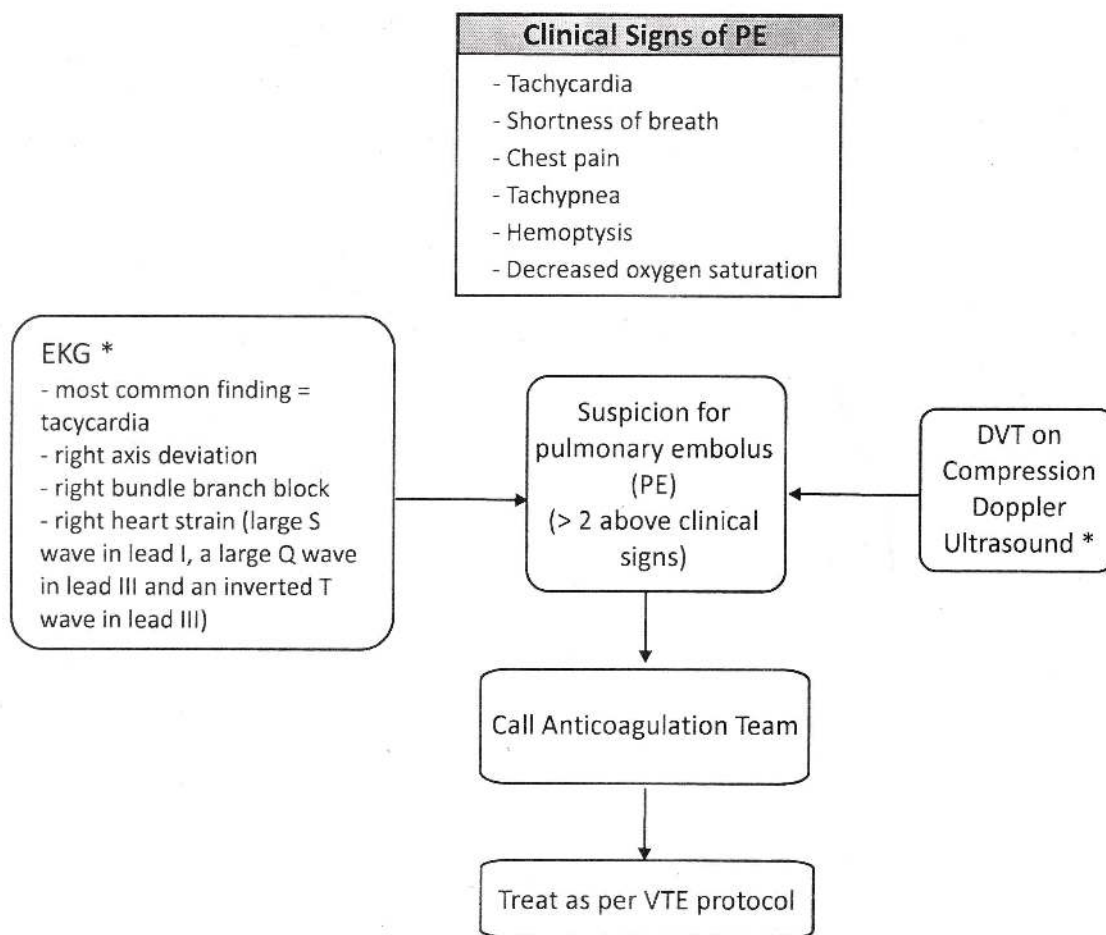 Clinical Signs of PE
- Tachycardia
- Shortness of breath
- Chest pain
- Tachypnea
- Hemoptysis
- Decreased oxygen saturation
EKG *
- most common finding =
tacycardia
- right axis deviation
- right bundle branch block
- right heart strain (large S
wave in lead I, a large Q wave
in lead III and an inverted T
wave in lead III)
Suspicion for
pulmonary embolus
(PE)
(> 2 above clinical
signs)
DVT on
Compression
Doppler
Ultrasound *
Call Anticoagulation Team
Treat as per VTE protocol